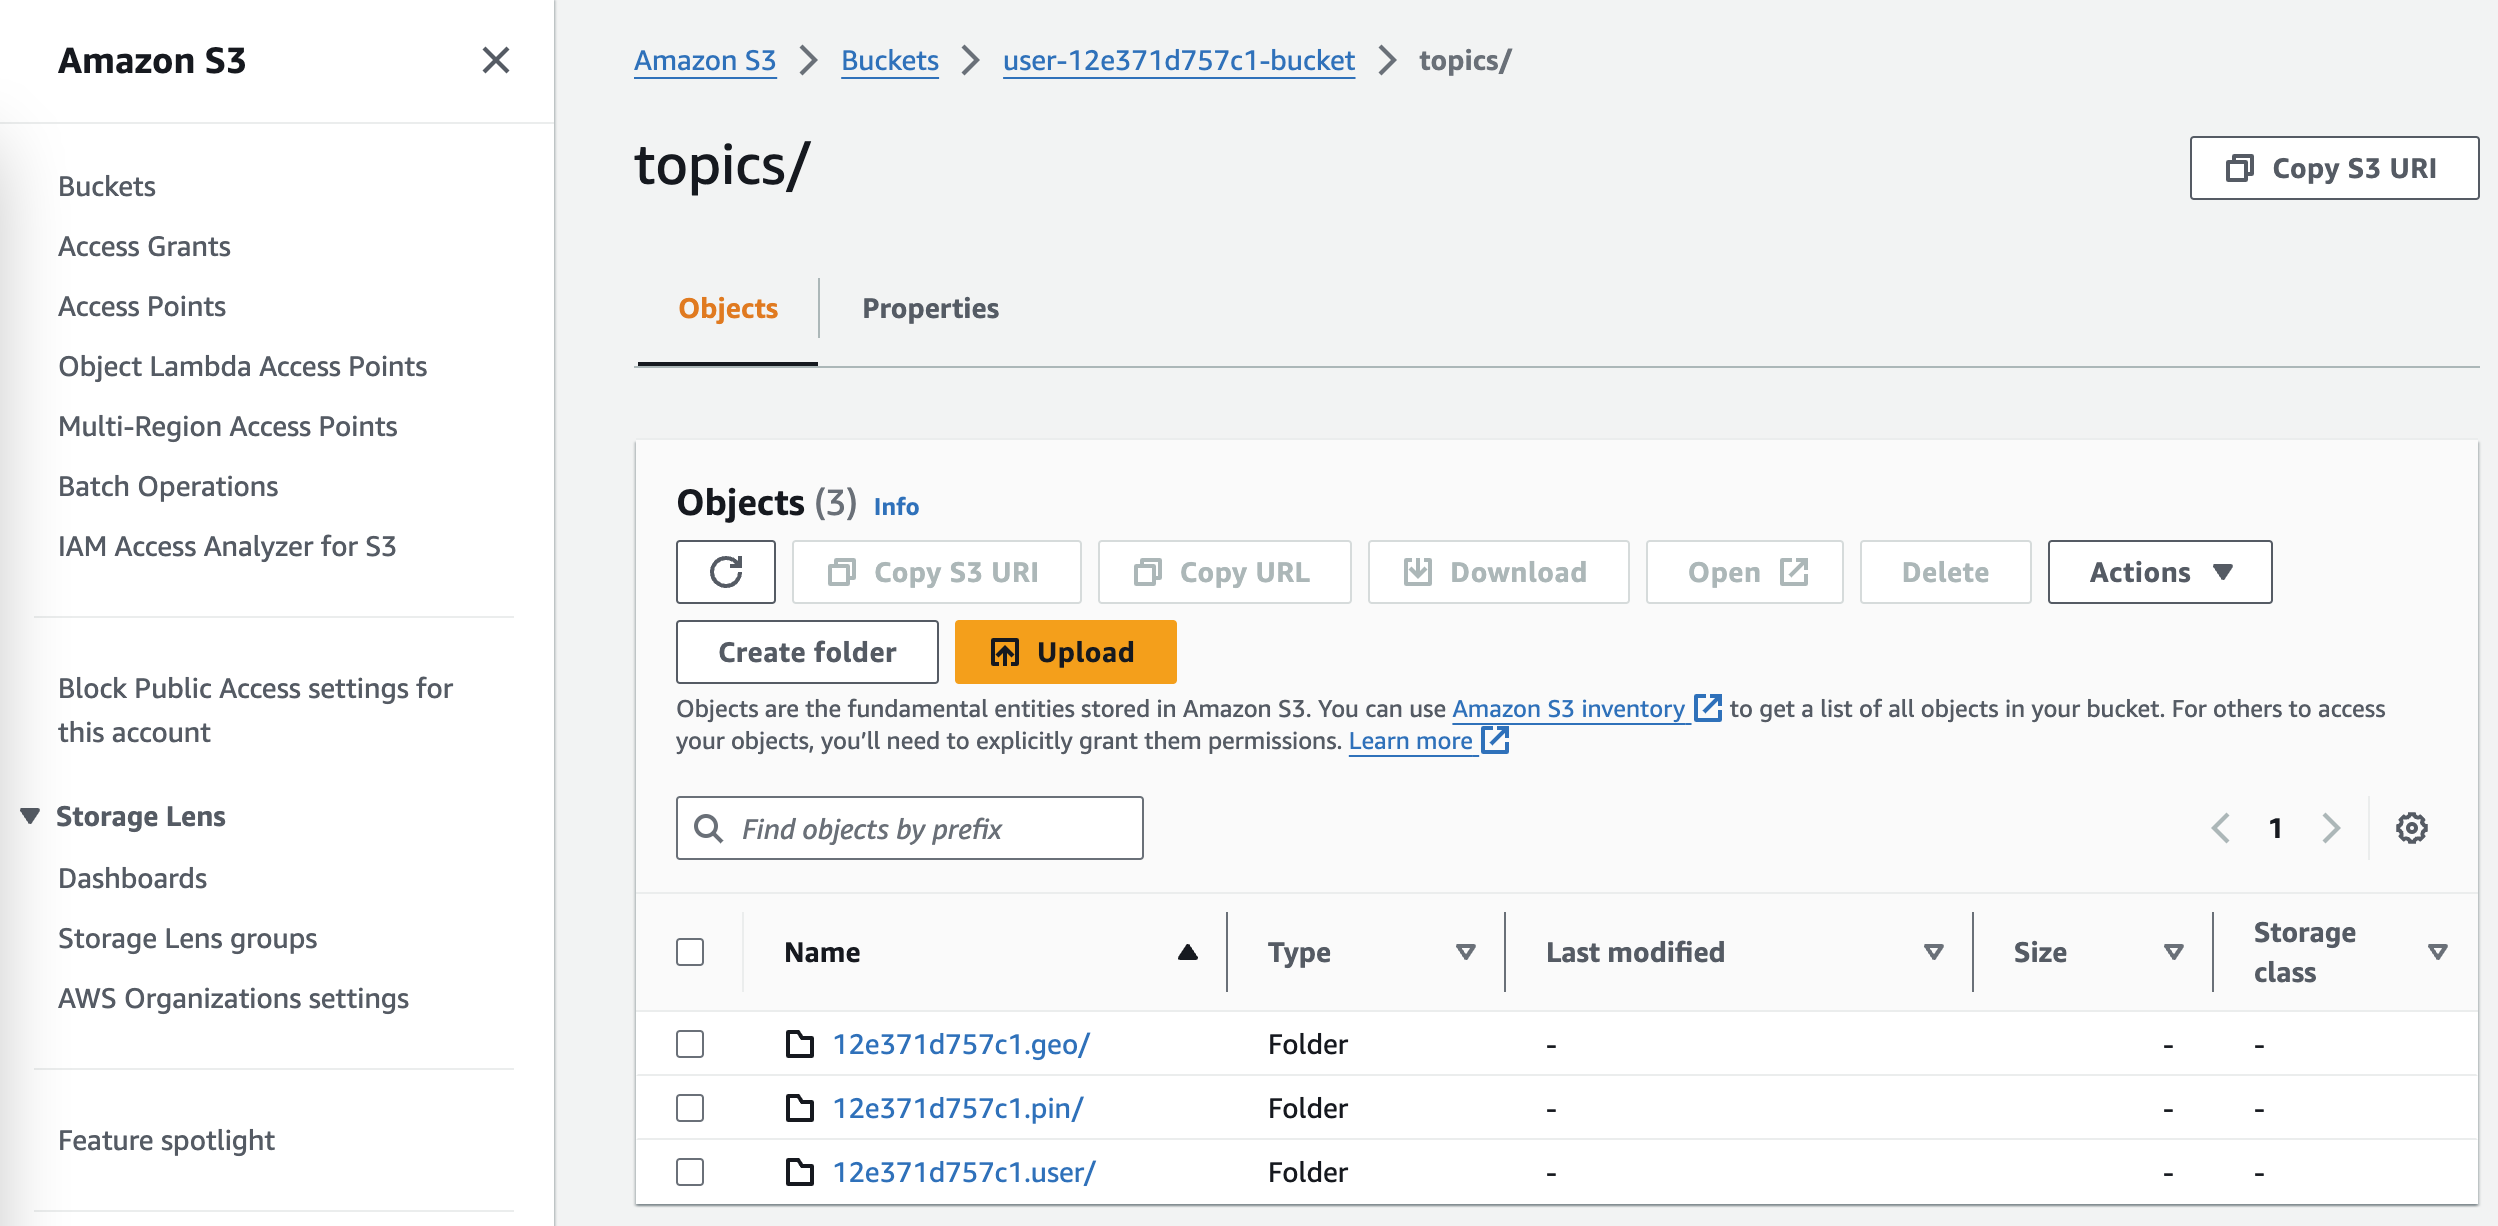 Amazon S3
Buckets
Access Grants
Access Points
Object Lambda Access Points
Multi-Region Access Points
Batch Operations
IAM Access Analyzer for S3
Block Public Access settings for
this account
Storage Lens
Dashboards
Storage Lens groups
AWS Organizations settings
Feature spotlight
Amazon S3 Buckets user-12e371d757c1-bucket topics/
topics/
Copy S3 URI
Objects Properties
Objects (3) Info
Copy S3 URI Copy URL Download Open Delete Actions
Create folder Upload
Objects are the fundamental entities stored in Amazon S3. You can use Amazon S3 inventory to get a list of all objects in your bucket. For others to access
your objects, you’ll need to explicitly grant them permissions. Learn more
Find objects by prefix
1
Name Type Last modified Size Storage
class
12e371d757c1.geo/ Folder - - -
12e371d757c1.pin/ Folder - - -
12e371d757c1.user/ Folder - - -